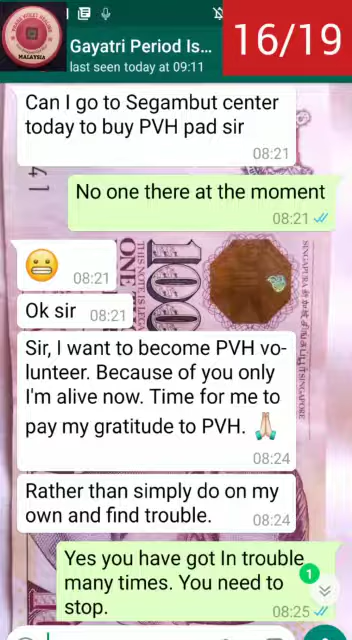 16/19
Gayatri Period Is...
last seen today at 09:11
MALAYSIA
Can I go to Segambut center
today to buy PVH pad sir
08:21
No one there at the moment
08:21
08:21
Ok sir 08:21
Sir, I want to become PVH vo-
lunteer. Because of you only
I'm alive now. Time for me to
pay my gratitude to PVH. 🙏
08:24
Rather than simply do on my
own and find trouble.
08:24
Yes you have got In trouble
many times. You need to
stop.
08:25
1
41
100
SINGAPORE